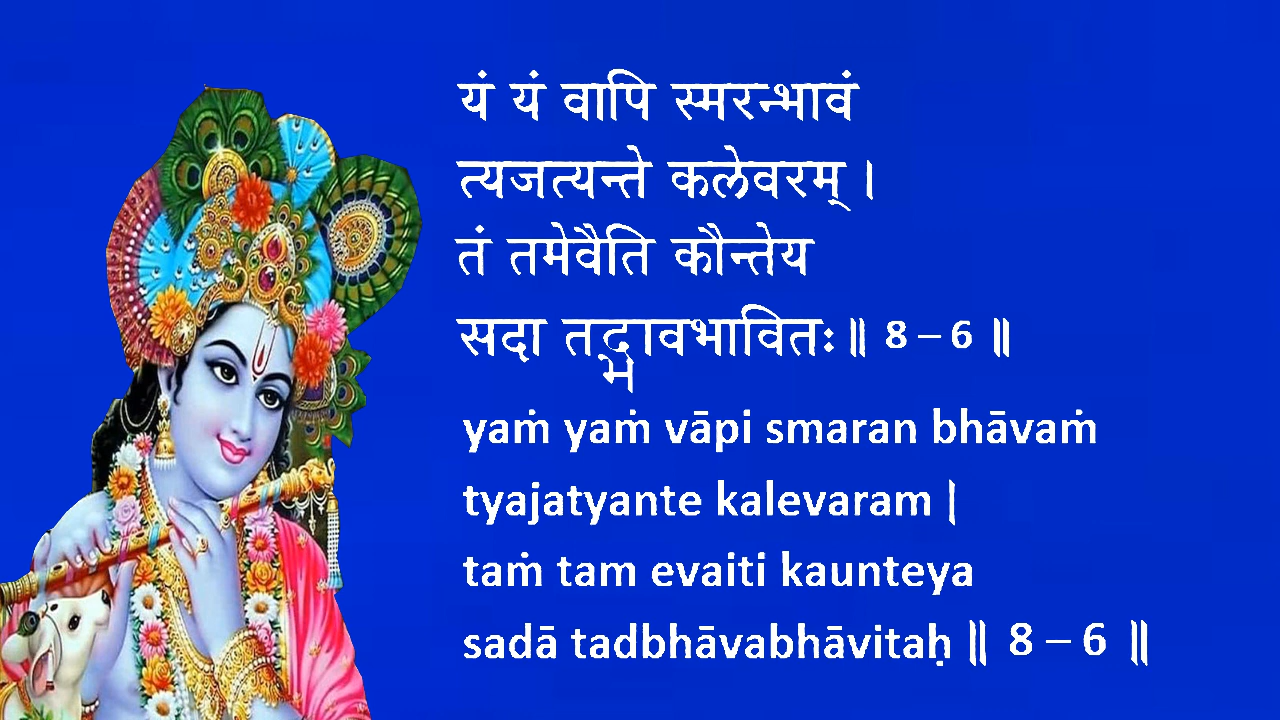 यं यं वापि स्मरन्भावं
त्यजत्यन्ते कलेवरम् ।
तं तमेवैति कौन्तेय
सदा तद्भावभावितः ॥ 8 – 6 ॥
yaṁ yaṁ vāpi smaran bhāvaṁ
tyajatyante kalevaram |
taṁ tam evaiti kaunteya
sadā tadbhāvabhāvitaḥ ॥ 8 – 6 ॥